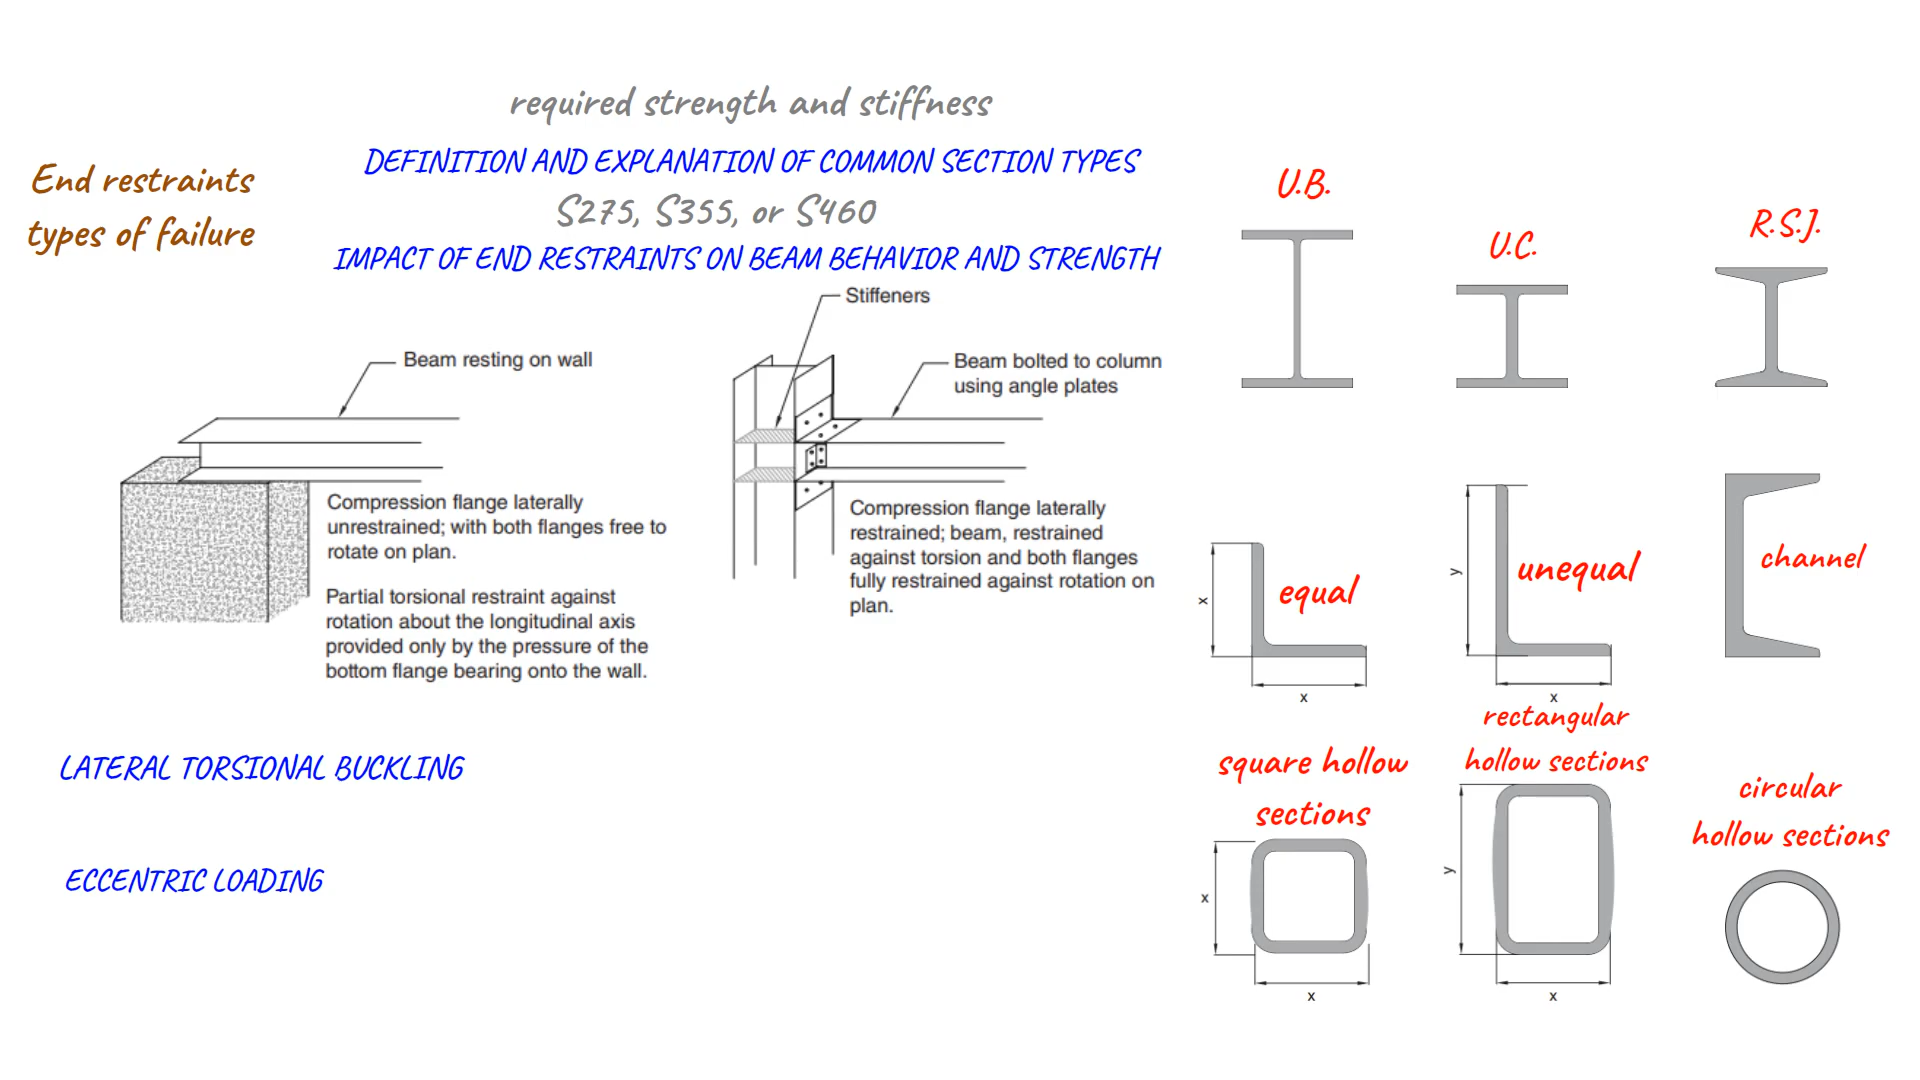 required strength and stiffness
DEFINITION AND EXPLANATION OF COMMON SECTION TYPES
S275, S355, or S460
IMPACT OF END RESTRAINTS ON BEAM BEHAVIOR AND STRENGTH
End restraints
types of failure
Beam resting on wall
Compression flange laterally
unrestrained; with both flanges free to
rotate on plan.
Partial torsional restraint against
rotation about the longitudinal axis
provided only by the pressure of the
bottom flange bearing onto the wall.
Stiffeners
Beam bolted to column
using angle plates
Compression flange laterally
restrained; beam, restrained
against torsion and both flanges
fully restrained against rotation on
plan.
LATERAL TORSIONAL BUCKLING
ECCENTRIC LOADING
U.B.
U.C.
R.S.J.
x
equal
x
y
unequal
x
channel
square hollow
sections
x
x
rectangular
hollow sections
y
x
circular
hollow sections